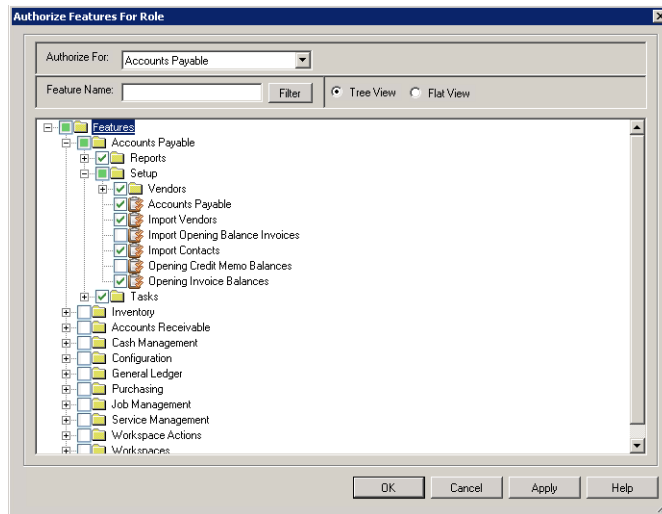 Authorize Features For Role
Authorize For: Accounts Payable
Feature Name: Filter Tree View Flat View
Features
Accounts Payable
Reports
Setup
Vendors
Accounts Payable
Import Vendors
Import Opening Balance Invoices
Import Contacts
Opening Credit Memo Balances
Opening Invoice Balances
Tasks
Inventory
Accounts Receivable
Cash Management
Configuration
General Ledger
Purchasing
Job Management
Service Management
Workspace Actions
Workspaces
OK Cancel Apply Help